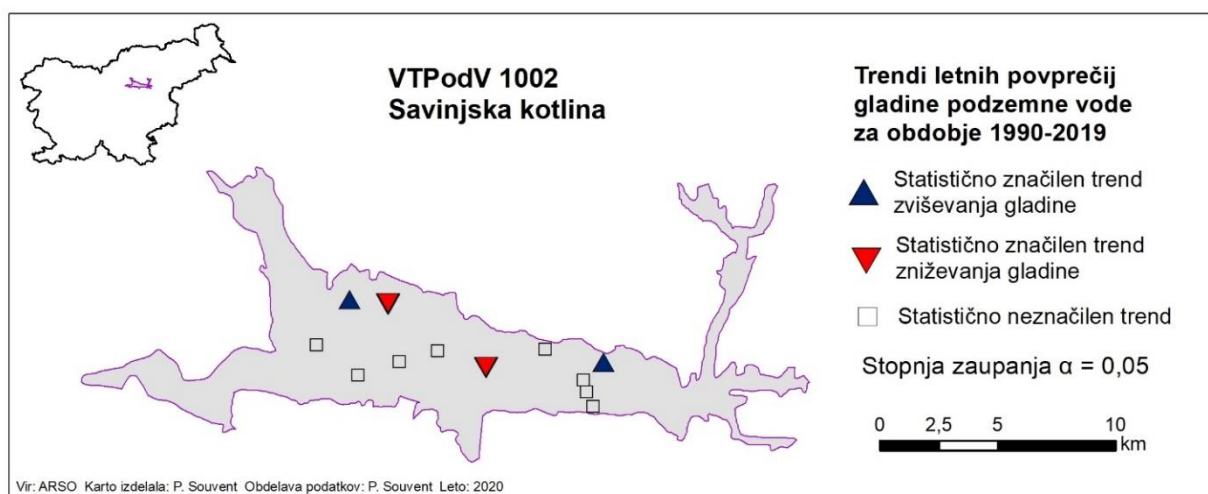 VTPodV 1002
Savinjska kotlina
Trendi letnih povprečij
gladine podzemne vode
za obdobje 1990-2019
Statistično značilen trend
zviševanja gladine
Statistično značilen trend
zniževanja gladine
Statistično neznačilen trend
Stopnja zaupanja α = 0,05
0 2,5 5 10
km
Vir: ARSO Karto izdelala: P. Souvent Obdelava podatkov: P. Souvent Leto: 2020